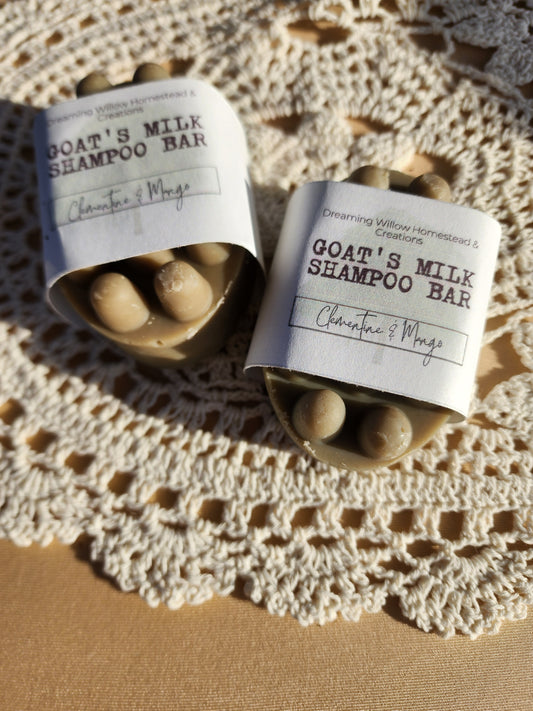 Dreaming Willow Homestead &
Creations
GOAT'S MILK
SHAMPOO BAR
Clementine & Mango
Dreaming Willow Homestead &
Creations
GOAT'S MILK
SHAMPOO BAR
Clementine & Mango